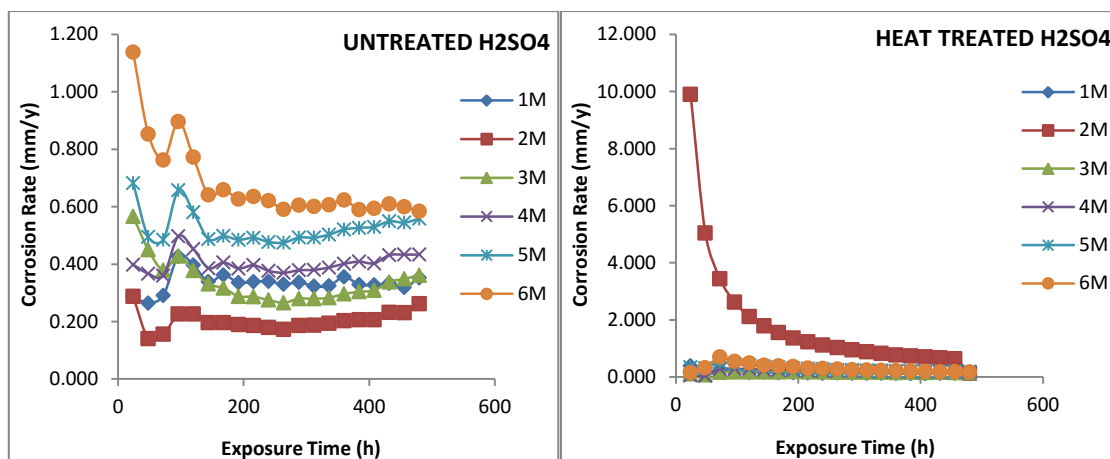 UNTREATED H2SO4
1.200
1.000
0.800
0.600
0.400
0.200
0.000
Corrosion Rate (mm/y)
0
200
400
600
Exposure Time (h)
1M
2M
3M
4M
5M
6M
HEAT TREATED H2SO4
12.000
10.000
8.000
6.000
4.000
2.000
0.000
Corrosion Rate (mm/y)
0
200
400
600
Exposure Time (h)
1M
2M
3M
4M
5M
6M